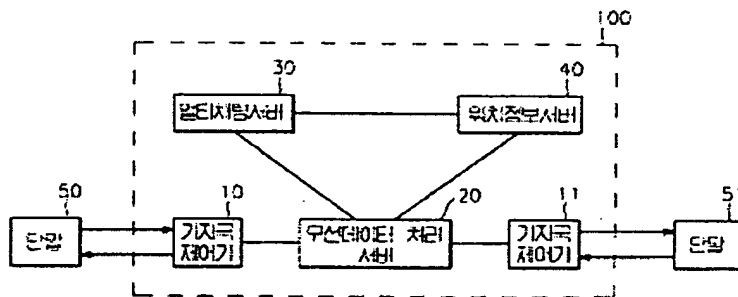 100
30 40
멀티채팅서버 위치정보서버
50 10 20 11 51
단말 기지국 무선데이터 처리 기지국 단말
제어기 서버 제어기